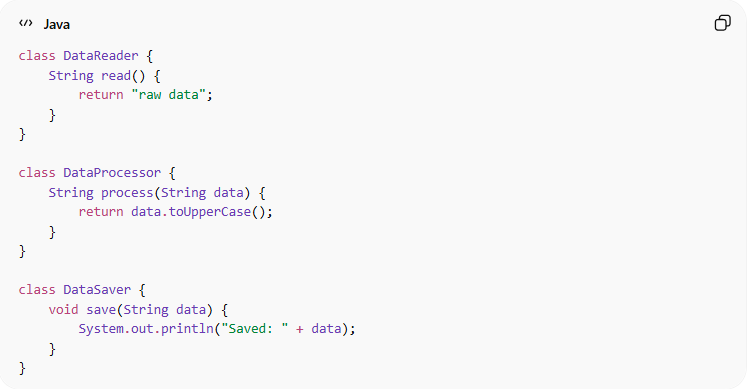 </> Java
class DataReader {
    String read() {
        return "raw data";
    }
}

class DataProcessor {
    String process(String data) {
        return data.toUpperCase();
    }
}

class DataSaver {
    void save(String data) {
        System.out.println("Saved: " + data);
    }
}